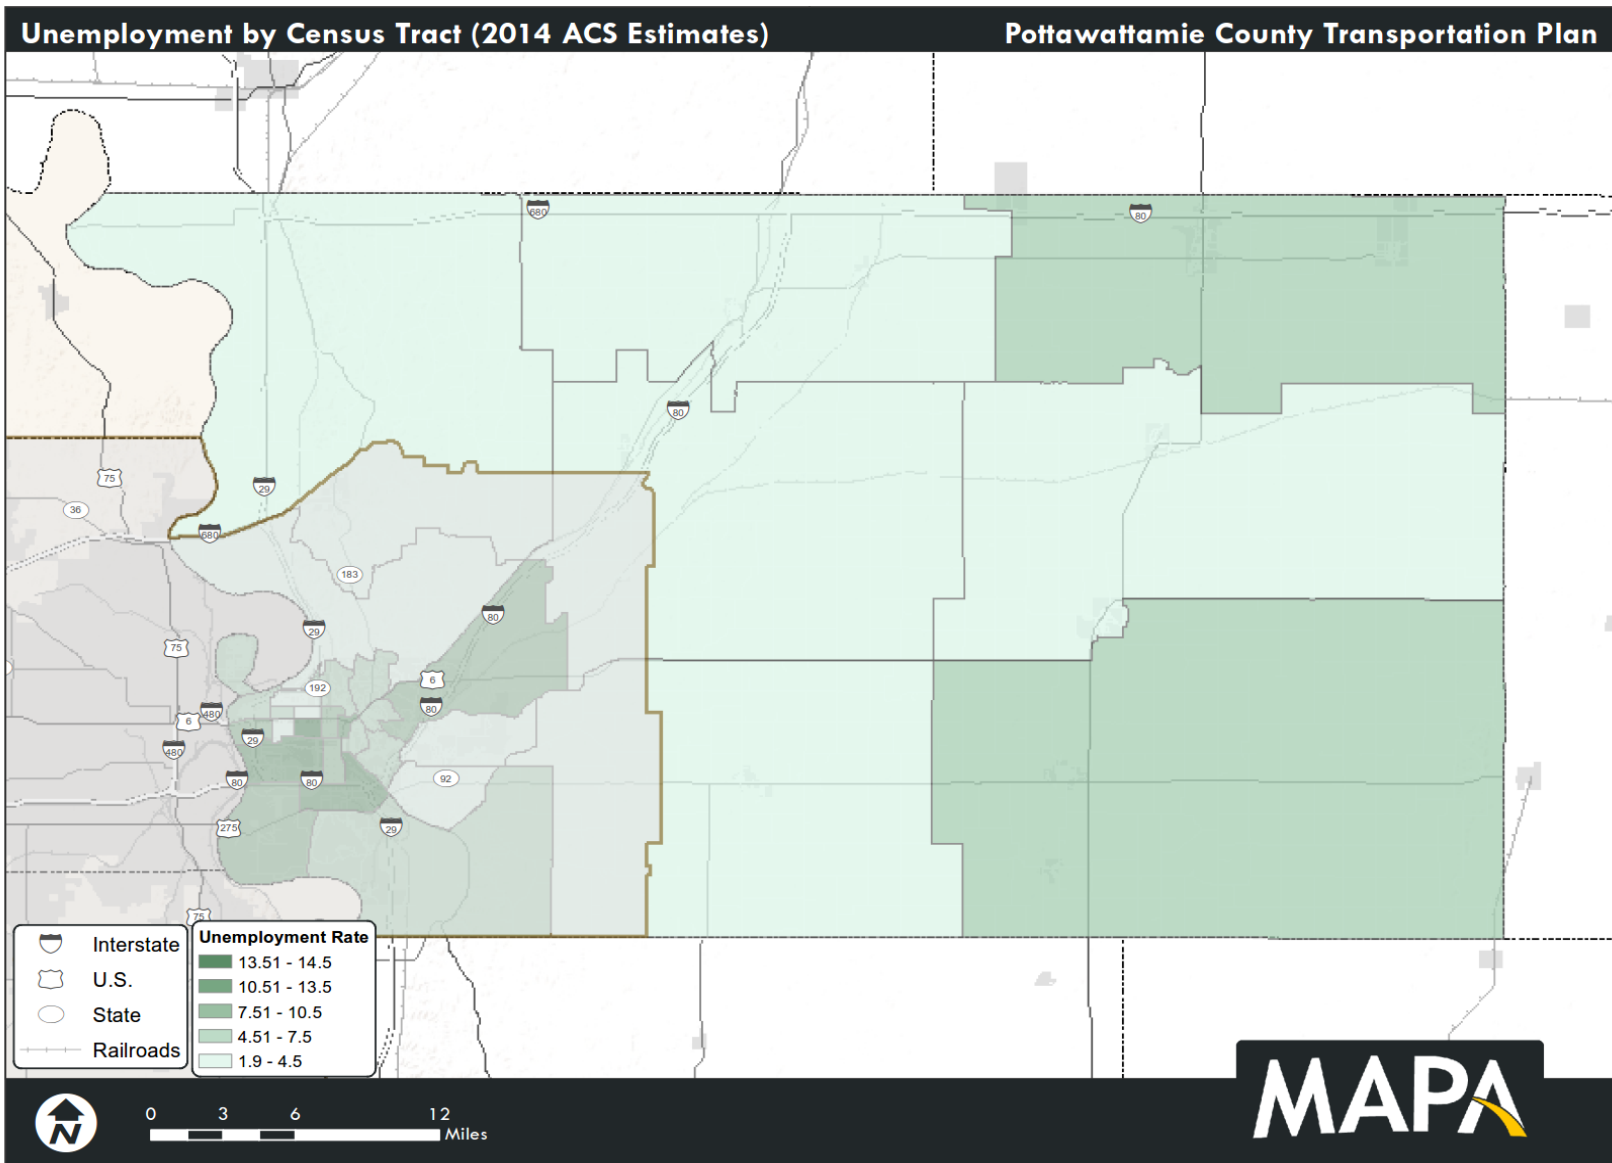 Unemployment by Census Tract (2014 ACS Estimates)
Pottawattamie County Transportation Plan
680
80
80
75
36
29
680
183
80
29
75
6
192
80
480
6
29
480
80
80
92
275
29
75
Interstate
U.S.
State
Railroads
Unemployment Rate
13.51 - 14.5
10.51 - 13.5
7.51 - 10.5
4.51 - 7.5
1.9 - 4.5
N
0 3 6 12
Miles
MAPA